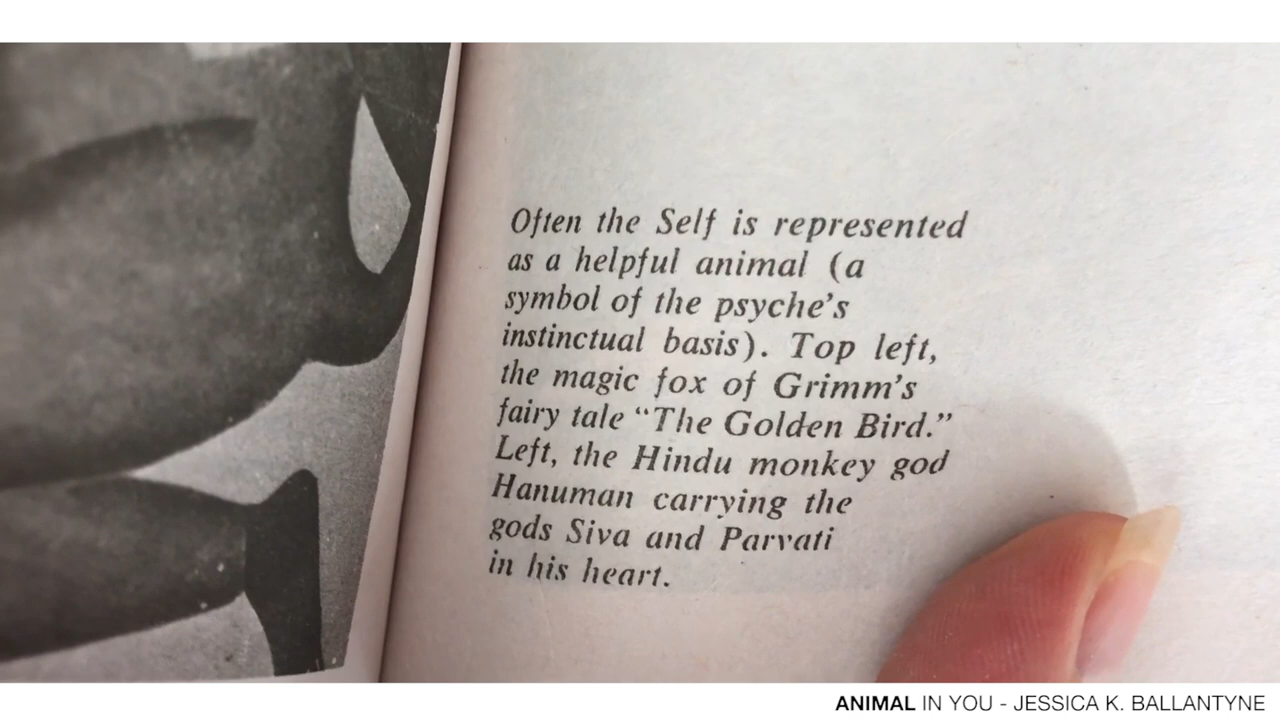 Often the Self is represented
as a helpful animal (a
symbol of the psyche's
instinctual basis). Top left,
the magic fox of Grimm's
fairy tale “The Golden Bird.”
Left, the Hindu monkey god
Hanuman carrying the
gods Siva and Parvati
in his heart.
ANIMAL IN YOU - JESSICA K. BALLANTYNE